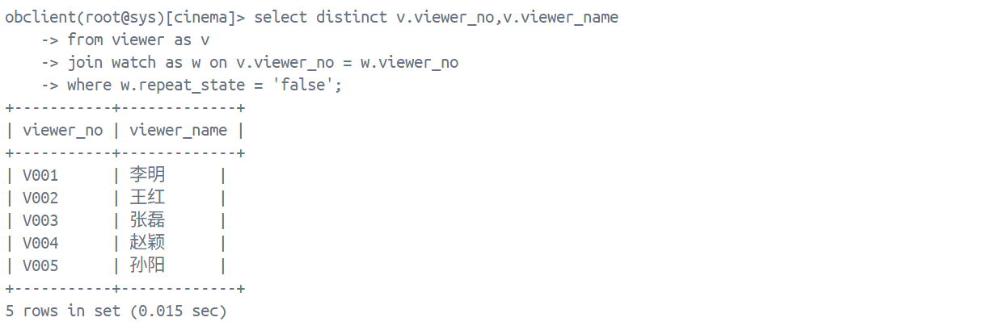 obclient(root@sys)[cinema]> select distinct v.viewer_no,v.viewer_name
    -> from viewer as v
    -> join watch as w on v.viewer_no = w.viewer_no
    -> where w.repeat_state = 'false';
+-----------+-------------+
| viewer_no | viewer_name |
+-----------+-------------+
| V001      | 李明      |
| V002      | 王红      |
| V003      | 张磊      |
| V004      | 赵颖      |
| V005      | 孙阳      |
+-----------+-------------+
5 rows in set (0.015 sec)